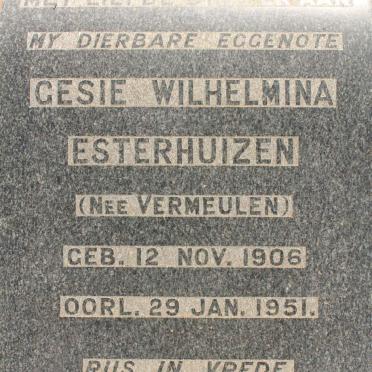 MY DIERBARE EGGENOTE
GESIE WILHELMINA
ESTERHUIZEN
(NEE VERMEULEN)
GEB. 12 NOV. 1906
OORL. 29 JAN. 1951.
RUS IN VREDE